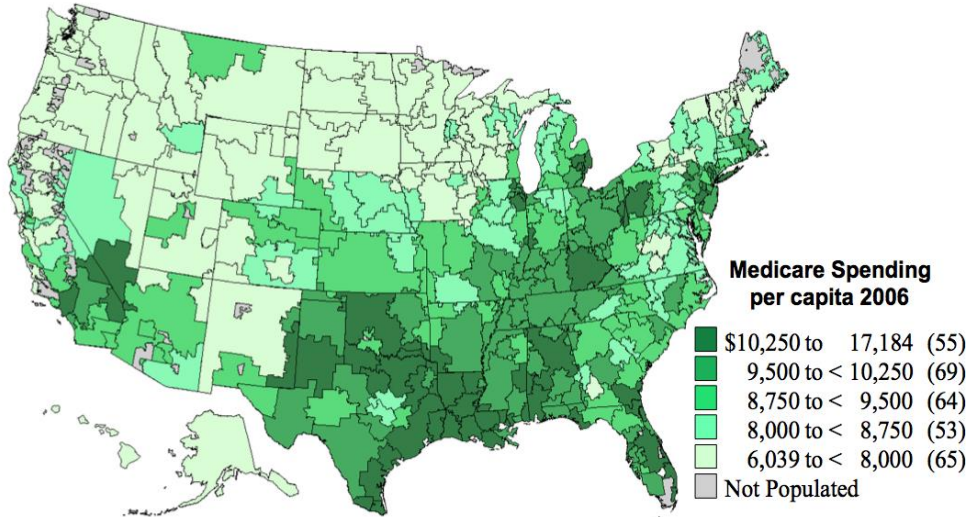 Medicare Spending
per capita 2006
$10,250 to 17,184 (55)
9,500 to < 10,250 (69)
8,750 to < 9,500 (64)
8,000 to < 8,750 (53)
6,039 to < 8,000 (65)
Not Populated